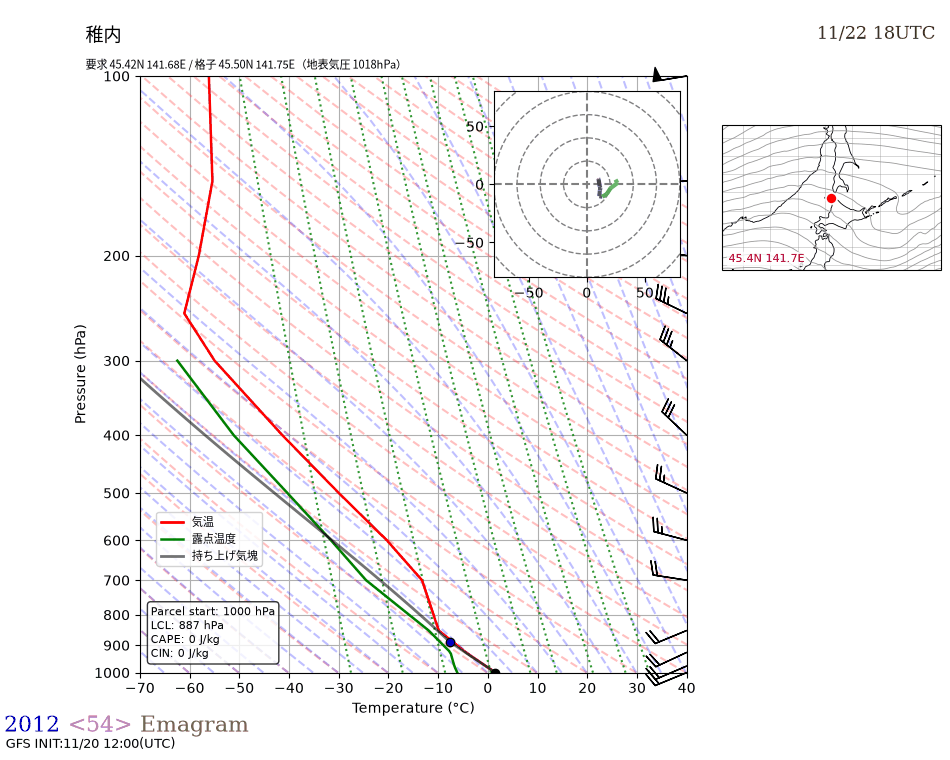 稚内
11/22 18UTC
要求 45.42N 141.68E / 格子 45.50N 141.75E（地表気圧 1018hPa）
100
200
300
400
500
600
700
800
900
1000
Pressure (hPa)
−70 −60 −50 −40 −30 −20 −10 0 10 20 30 40
Temperature (°C)
50
0
−50
−50 0 50
45.4N 141.7E
気温
露点温度
持ち上げ気塊
Parcel start: 1000 hPa
LCL: 887 hPa
CAPE: 0 J/kg
CIN: 0 J/kg
2012 <54> Emagram
GFS INIT:11/20 12:00(UTC)